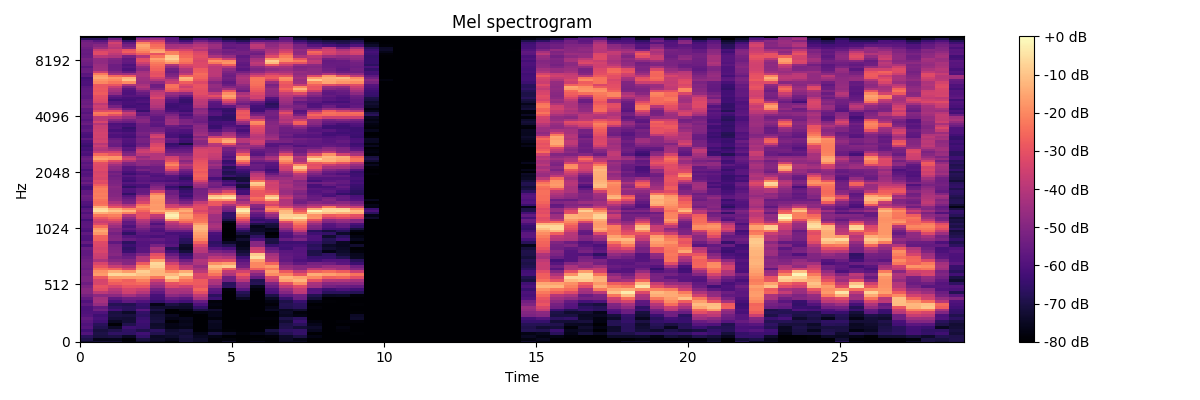 Mel spectrogram
+0 dB
8192
-10 dB
-20 dB
4096
-30 dB
2048
-40 dB
Hz
1024
-50 dB
512
-60 dB
-70 dB
0
-80 dB
0 5 10 15 20 25
Time